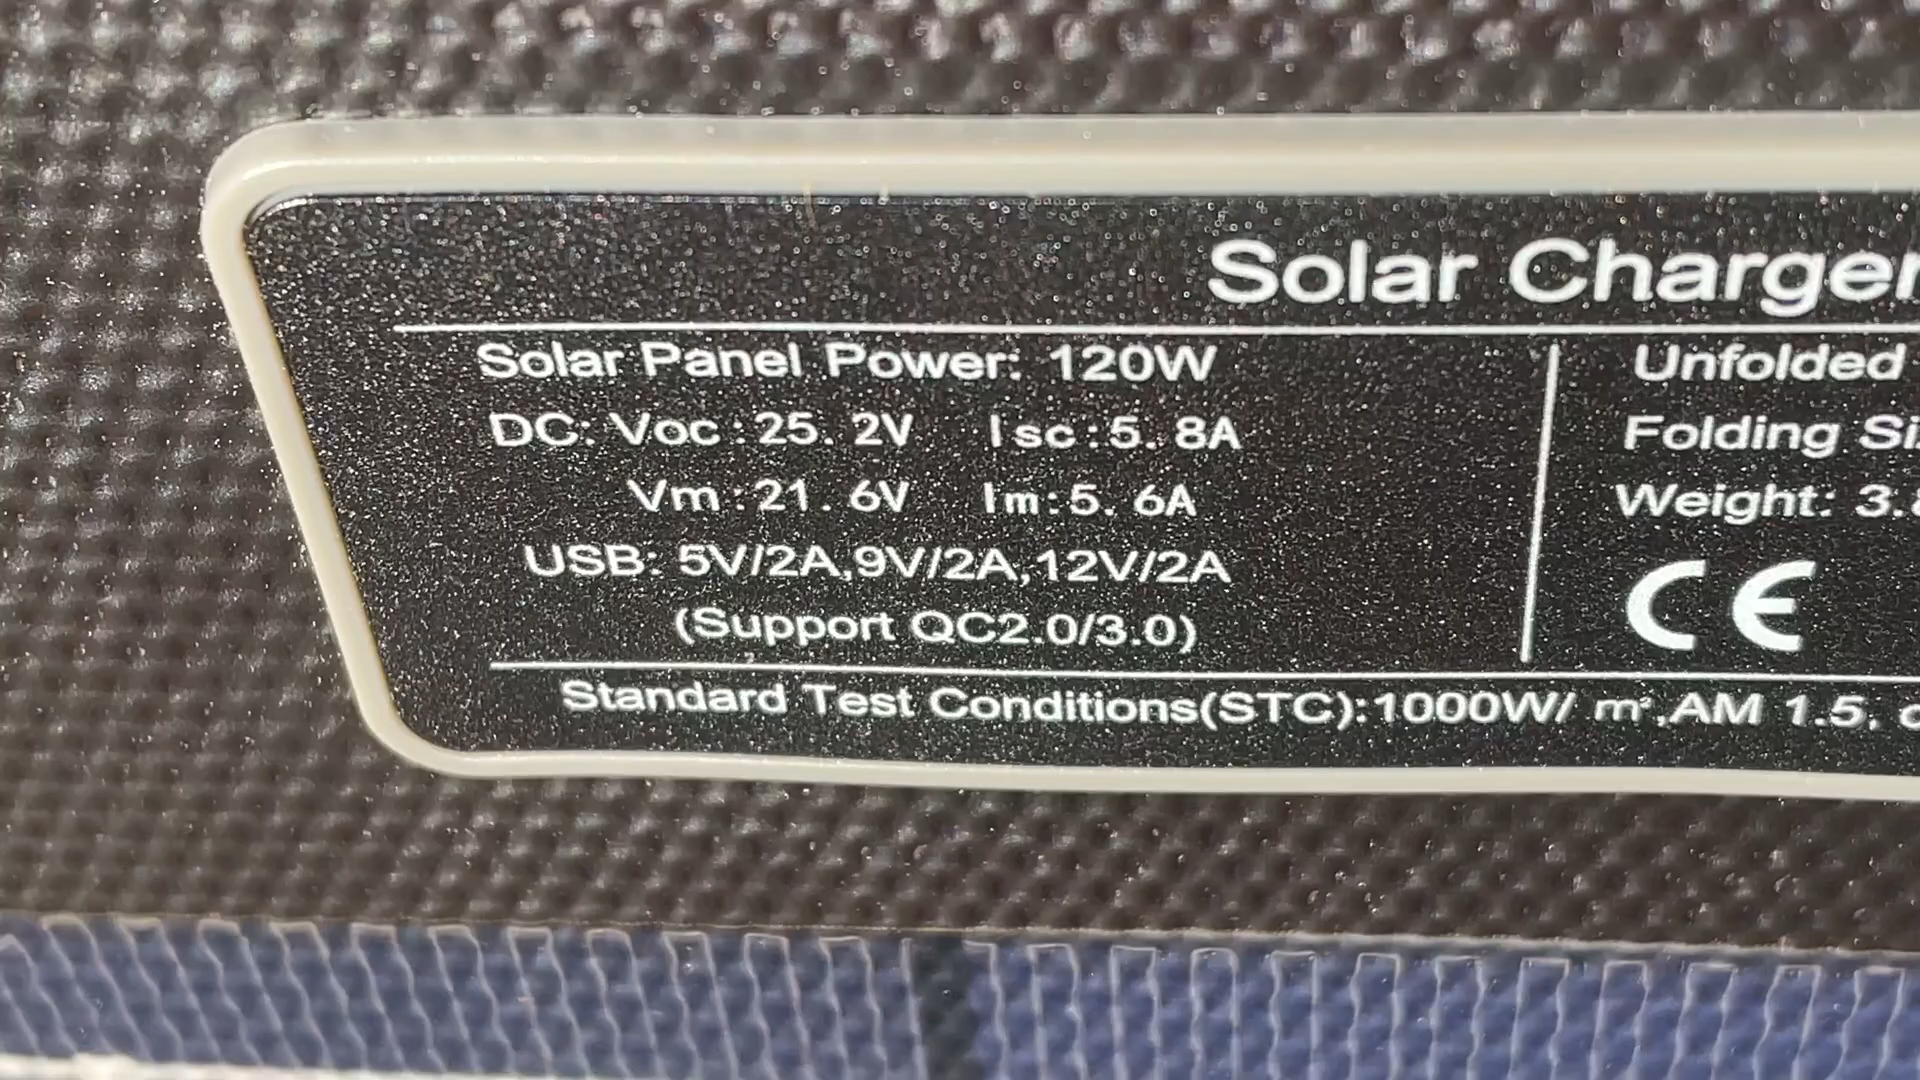 Solar Charger
Solar Panel Power: 120W
DC: Voc:25.2V Isc:5.8A
Vm:21.6V Im:5.6A
USB: 5V/2A,9V/2A,12V/2A
(Support QC2.0/3.0)
Unfolded
Folding
Weight:
CE
Standard Test Conditions(STC):1000W/ m²,AM 1.5,